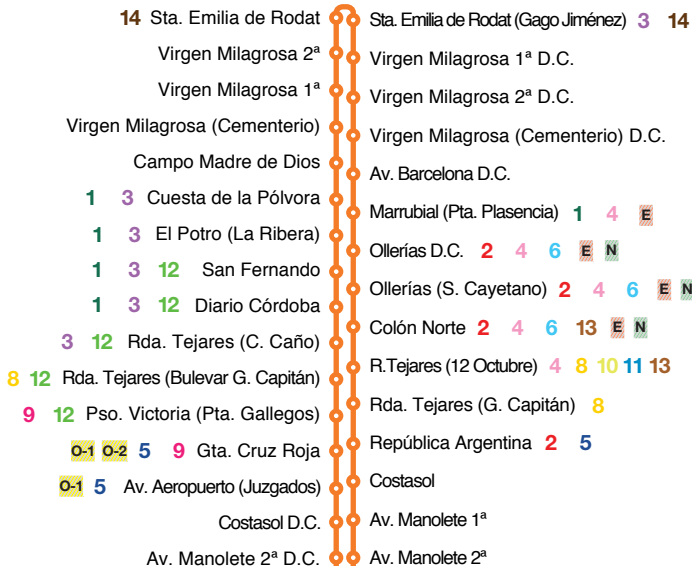 14 Sta. Emilia de Rodat
Virgen Milagrosa 2ª
Virgen Milagrosa 1ª
Virgen Milagrosa (Cementerio)
Campo Madre de Dios
1 3 Cuesta de la Pólvora
1 3 El Potro (La Ribera)
1 3 12 San Fernando
1 3 12 Diario Córdoba
3 12 Rda. Tejares (C. Caño)
8 12 Rda. Tejares (Bulevar G. Capitán)
9 12 Pso. Victoria (Pta. Gallegos)
O-1 O-2 5 9 Gta. Cruz Roja
O-1 5 Av. Aeropuerto (Juzgados)
Costasol D.C.
Av. Manolete 2ª D.C.
Sta. Emilia de Rodat (Gago Jiménez) 3 14
Virgen Milagrosa 1ª D.C.
Virgen Milagrosa 2ª D.C.
Virgen Milagrosa (Cementerio) D.C.
Av. Barcelona D.C.
Marrubial (Pta. Plasencia) 1 4 E
Ollerías D.C. 2 4 6 E N
Ollerías (S. Cayetano) 2 4 6 E N
Colón Norte 2 4 6 13 E N
R.Tejares (12 Octubre) 4 8 10 11 13
Rda. Tejares (G. Capitán) 8
República Argentina 2 5
Costasol
Av. Manolete 1ª
Av. Manolete 2ª